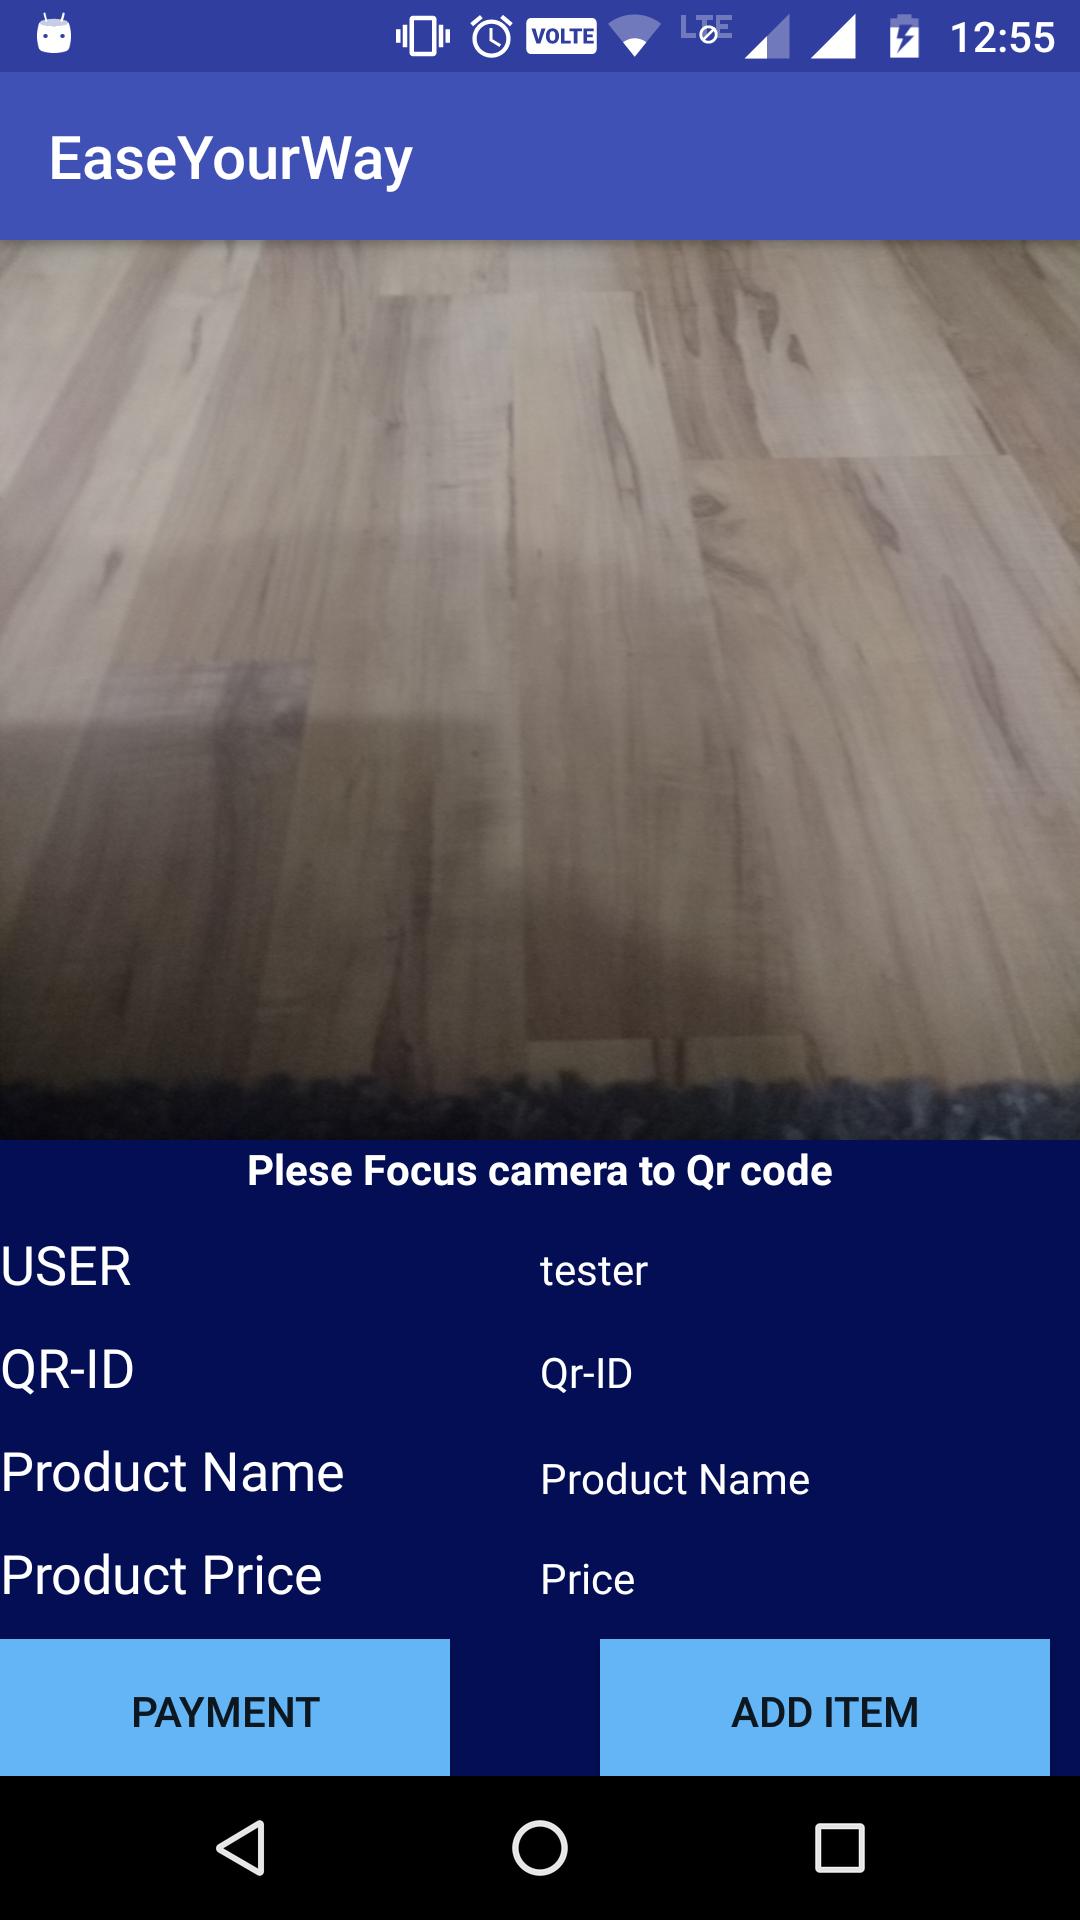 VOLTE LTE 12:55
EaseYourWay
Plese Focus camera to Qr code
USER tester
QR-ID Qr-ID
Product Name Product Name
Product Price Price
PAYMENT ADD ITEM